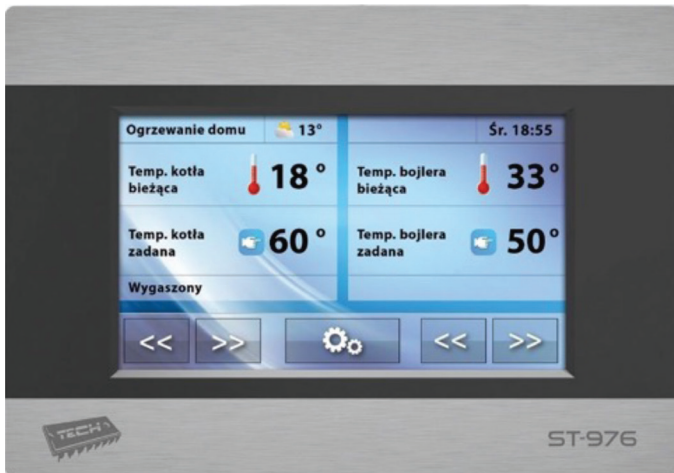 Ogrzewanie domu 13°
Śr. 18:55
Temp. kotła
bieżąca
18 °
Temp. bojlera
bieżąca
33°
Temp. kotła
zadana
60 °
Temp. bojlera
zadana
50°
Wygaszony
<< >> << >>
TECH
ST-976